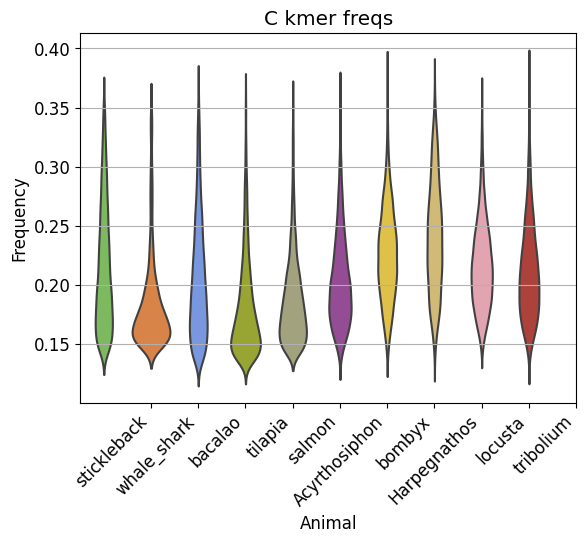 C kmer freqs
Frequency
0.40
0.35
0.30
0.25
0.20
0.15
stickleback
whale_shark
bacalao
tilapia
salmon
Acyrthosiphon
bombyx
Harpegnathos
locusta
tribolium
Animal